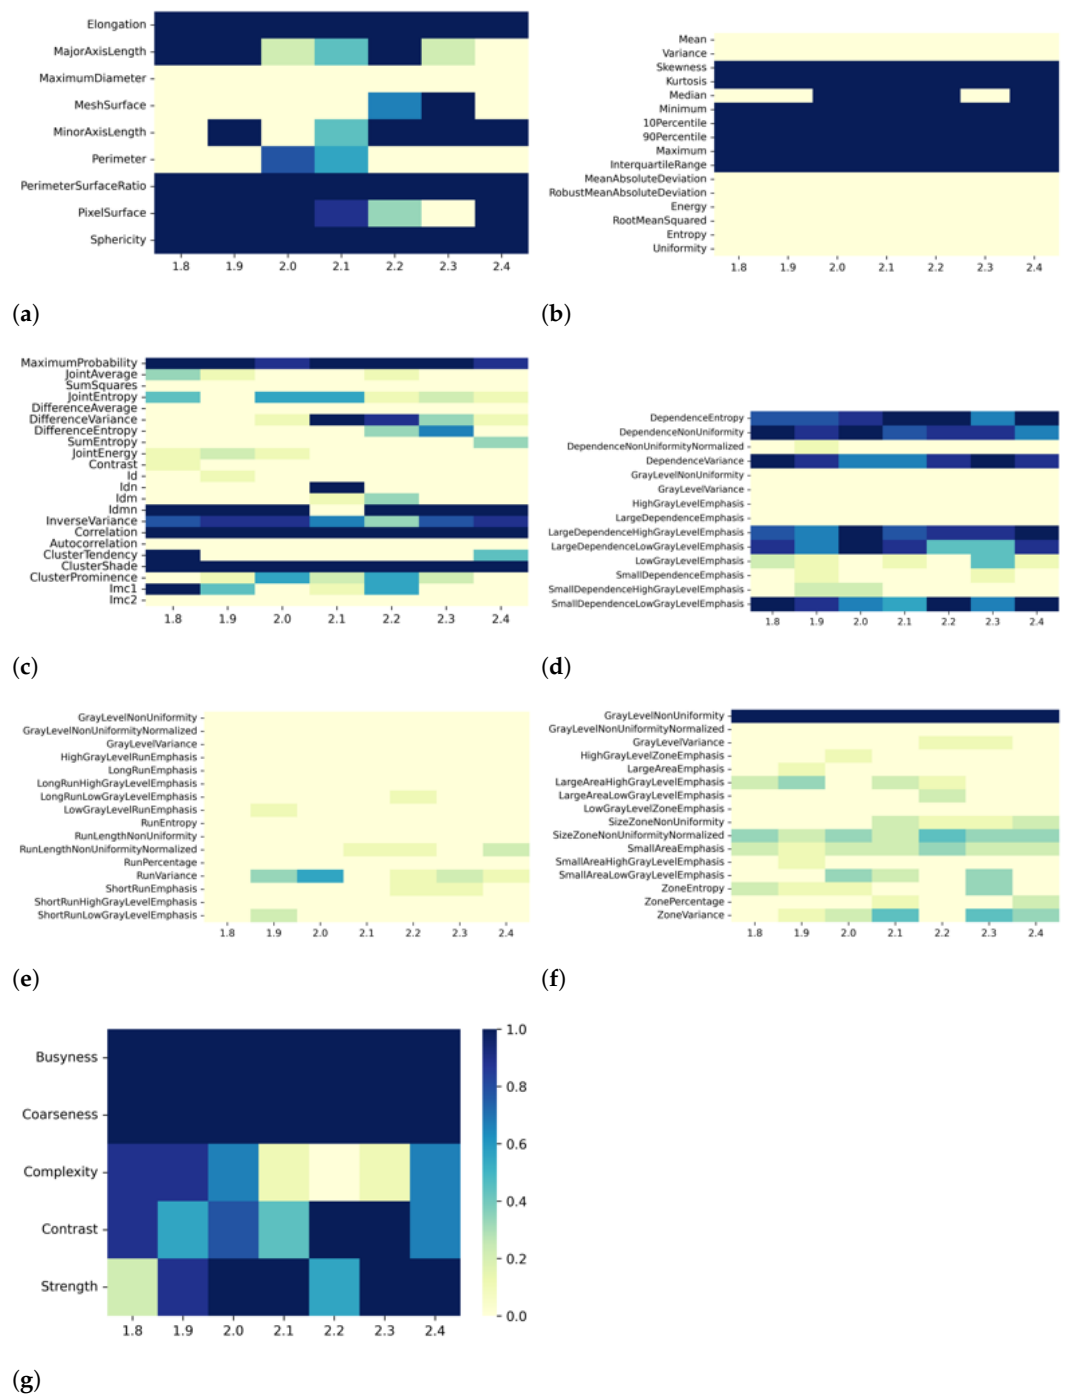 Elongation
MajorAxisLength
MaximumDiameter
MeshSurface
MinorAxisLength
Perimeter
PerimeterSurfaceRatio
PixelSurface
Sphericity
1.8 1.9 2.0 2.1 2.2 2.3 2.4
(a)
Mean
Variance
Skewness
Kurtosis
Median
Minimum
10Percentile
90Percentile
Maximum
InterquartileRange
MeanAbsoluteDeviation
RobustMeanAbsoluteDeviation
Energy
RootMeanSquared
Entropy
Uniformity
1.8 1.9 2.0 2.1 2.2 2.3 2.4
(b)
MaximumProbability
JointAverage
SumSquares
JointEntropy
DifferenceAverage
DifferenceVariance
DifferenceEntropy
SumEntropy
JointEnergy
Contrast
Id
Idn
Idm
Idmn
InverseVariance
Correlation
Autocorrelation
ClusterTendency
ClusterShade
ClusterProminence
Imc1
Imc2
1.8 1.9 2.0 2.1 2.2 2.3 2.4
(c)
DependenceEntropy
DependenceNonUniformity
DependenceNonUniformityNormalized
DependenceVariance
GrayLevelNonUniformity
GrayLevelVariance
HighGrayLevelEmphasis
LargeDependenceEmphasis
LargeDependenceHighGrayLevelEmphasis
LargeDependenceLowGrayLevelEmphasis
LowGrayLevelEmphasis
SmallDependenceEmphasis
SmallDependenceHighGrayLevelEmphasis
SmallDependenceLowGrayLevelEmphasis
1.8 1.9 2.0 2.1 2.2 2.3 2.4
(d)
GrayLevelNonUniformity
GrayLevelNonUniformityNormalized
GrayLevelVariance
HighGrayLevelRunEmphasis
LongRunEmphasis
LongRunHighGrayLevelEmphasis
LongRunLowGrayLevelEmphasis
LowGrayLevelRunEmphasis
RunEntropy
RunLengthNonUniformity
RunLengthNonUniformityNormalized
RunPercentage
RunVariance
ShortRunEmphasis
ShortRunHighGrayLevelEmphasis
ShortRunLowGrayLevelEmphasis
1.8 1.9 2.0 2.1 2.2 2.3 2.4
(e)
GrayLevelNonUniformity
GrayLevelNonUniformityNormalized
GrayLevelVariance
HighGrayLevelZoneEmphasis
LargeAreaEmphasis
LargeAreaHighGrayLevelEmphasis
LargeAreaLowGrayLevelEmphasis
LowGrayLevelZoneEmphasis
SizeZoneNonUniformity
SizeZoneNonUniformityNormalized
SmallAreaEmphasis
SmallAreaHighGrayLevelEmphasis
SmallAreaLowGrayLevelEmphasis
ZoneEntropy
ZonePercentage
ZoneVariance
1.8 1.9 2.0 2.1 2.2 2.3 2.4
(f)
Busyness
Coarseness
Complexity
Contrast
Strength
1.8 1.9 2.0 2.1 2.2 2.3 2.4
1.0
0.8
0.6
0.4
0.2
0.0
(g)